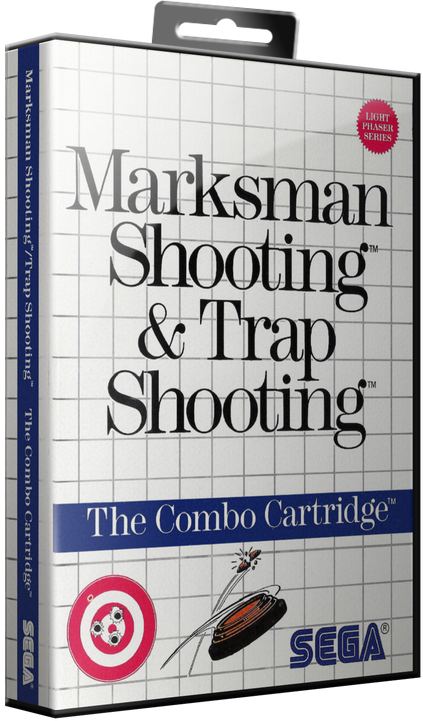 Marksman Shooting™/Trap Shooting™ The Combo Cartridge™
SEGA
LIGHT
PHASER
SERIES
Marksman
Shooting™
& Trap
Shooting™
The Combo Cartridge™
SEGA®